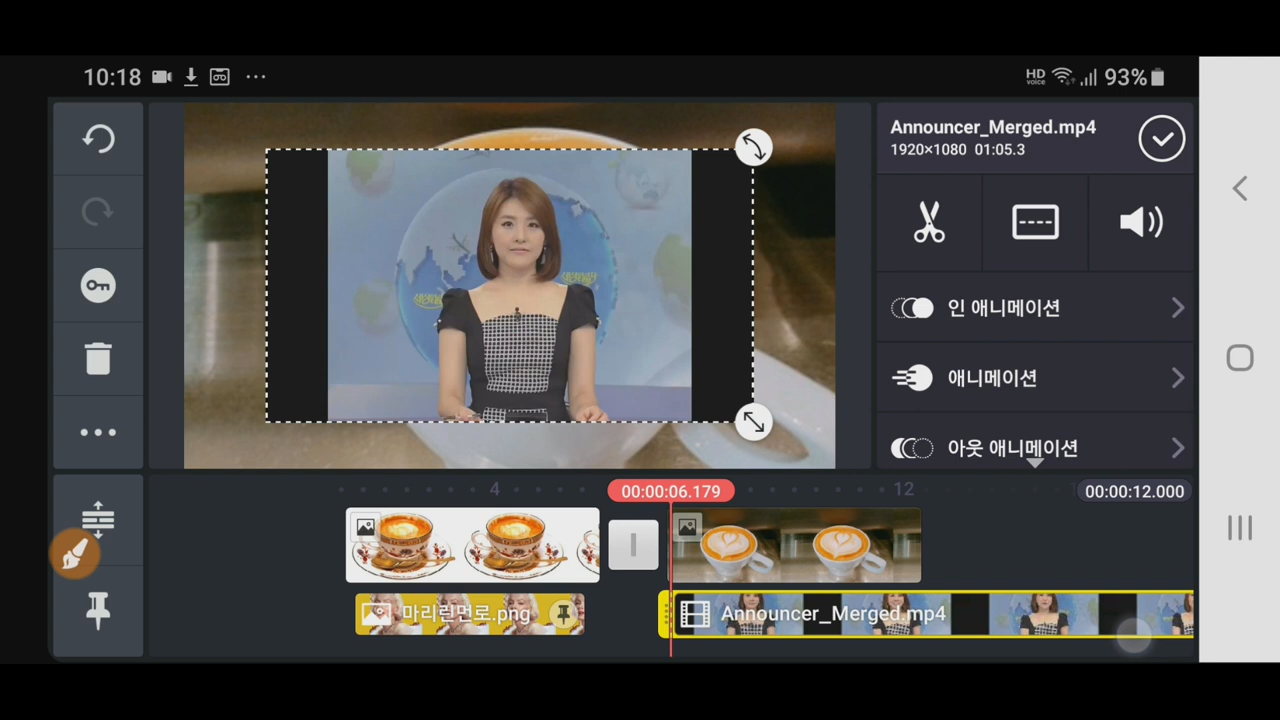 10:18
HD voice 93%
Announcer_Merged.mp4
1920×1080 01:05.3
인 애니메이션
애니메이션
아웃 애니메이션
4
00:00:06.179
12
00:00:12.000
마리린먼로.png
Announcer_Merged.mp4